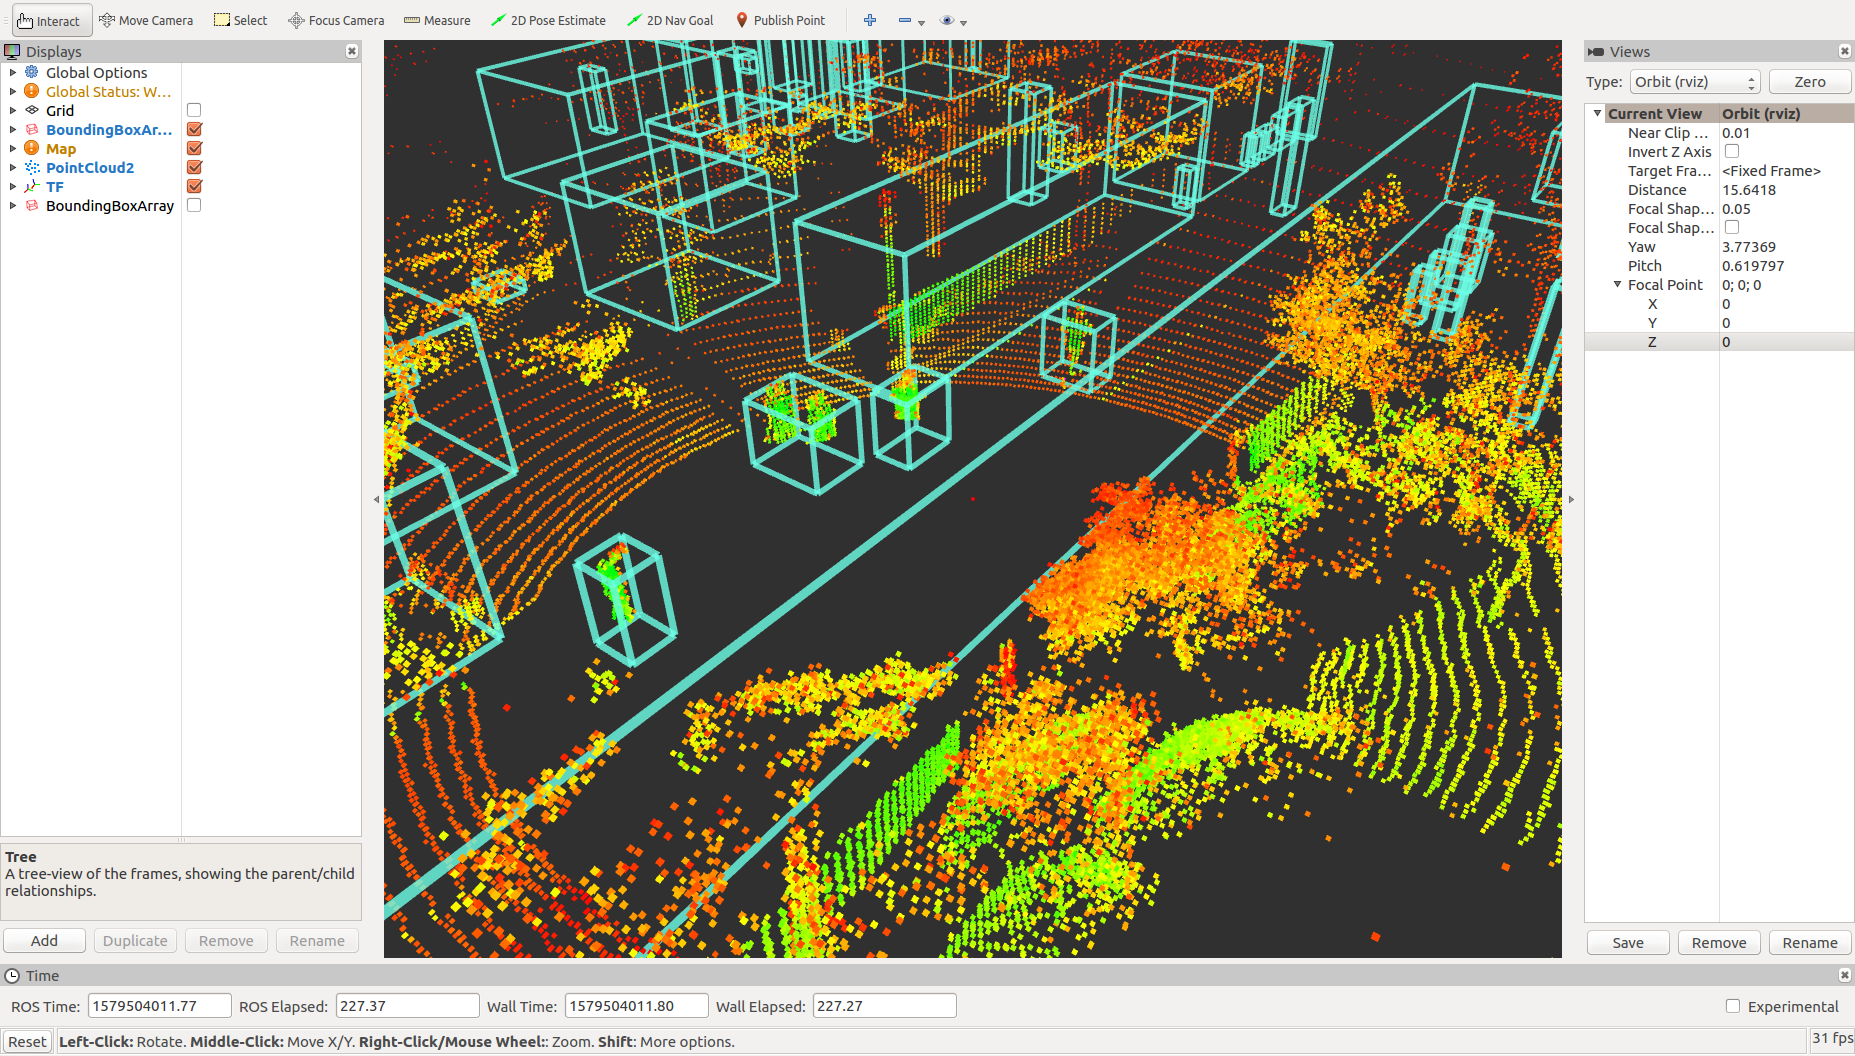 Interact Move Camera Select Focus Camera Measure 2D Pose Estimate 2D Nav Goal Publish Point
Displays
Global Options
Global Status: W...
Grid
BoundingBoxAr...
Map
PointCloud2
TF
BoundingBoxArray
Tree
A tree-view of the frames, showing the parent/child
relationships.
Add Duplicate Remove Rename
Views
Type: Orbit (rviz) Zero
Current View Orbit (rviz)
Near Clip ... 0.01
Invert Z Axis
Target Fra... <Fixed Frame>
Distance 15.6418
Focal Shap... 0.05
Focal Shap...
Yaw 3.77369
Pitch 0.619797
Focal Point 0; 0; 0
X 0
Y 0
Z 0
Save Remove Rename
Time
ROS Time: 1579504011.77 ROS Elapsed: 227.37 Wall Time: 1579504011.80 Wall Elapsed: 227.27 Experimental
Reset Left-Click: Rotate. Middle-Click: Move X/Y. Right-Click/Mouse Wheel:: Zoom. Shift: More options. 31 fps